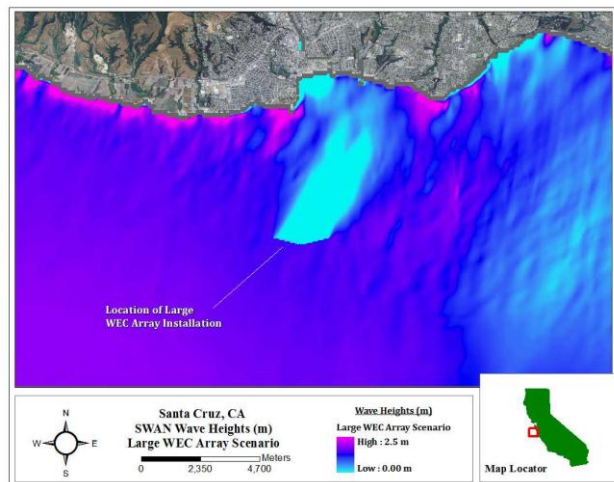 Location of Large
WEC Array Installation
N
W
E
S
Santa Cruz, CA
SWAN Wave Heights (m)
Large WEC Array Scenario
Meters
0
2,350
4,700
Wave Heights (m)
Large WEC Array Scenario
High : 2.5 m
Low : 0.00 m
Map Locator